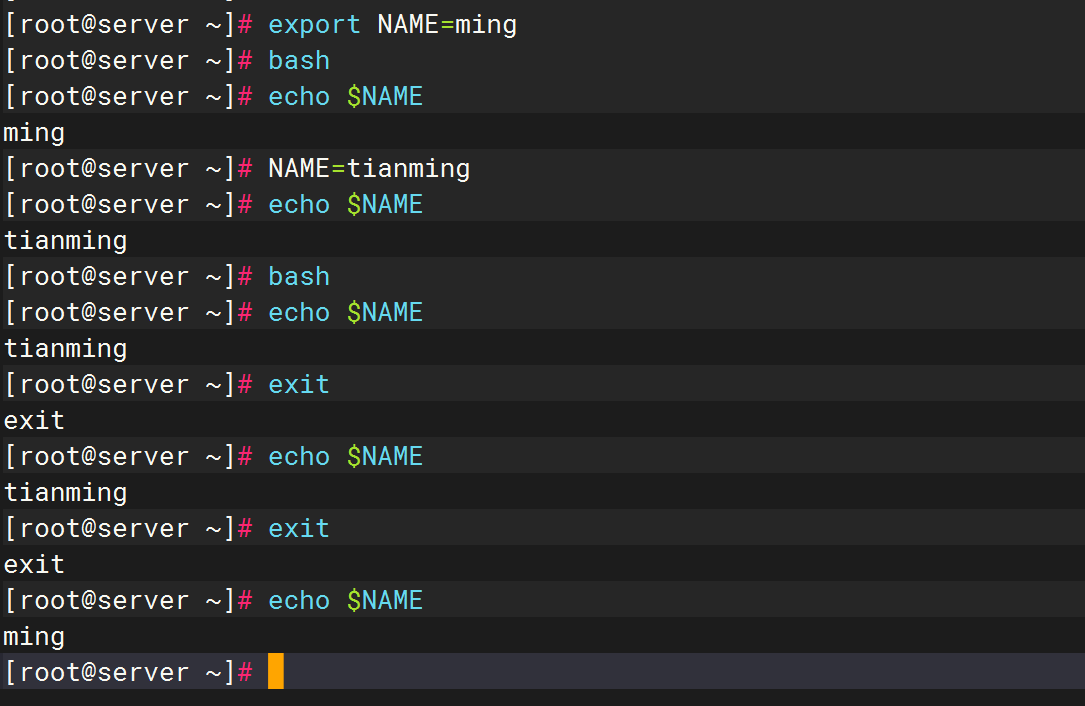 [root@server ~]# export NAME=ming
[root@server ~]# bash
[root@server ~]# echo $NAME
ming
[root@server ~]# NAME=tianming
[root@server ~]# echo $NAME
tianming
[root@server ~]# bash
[root@server ~]# echo $NAME
tianming
[root@server ~]# exit
exit
[root@server ~]# echo $NAME
tianming
[root@server ~]# exit
exit
[root@server ~]# echo $NAME
ming
[root@server ~]#